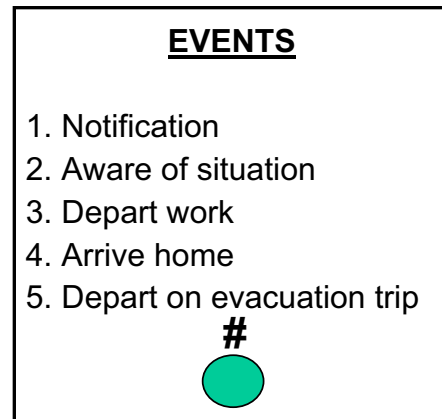 EVENTS
1. Notification
2. Aware of situation
3. Depart work
4. Arrive home
5. Depart on evacuation trip
#